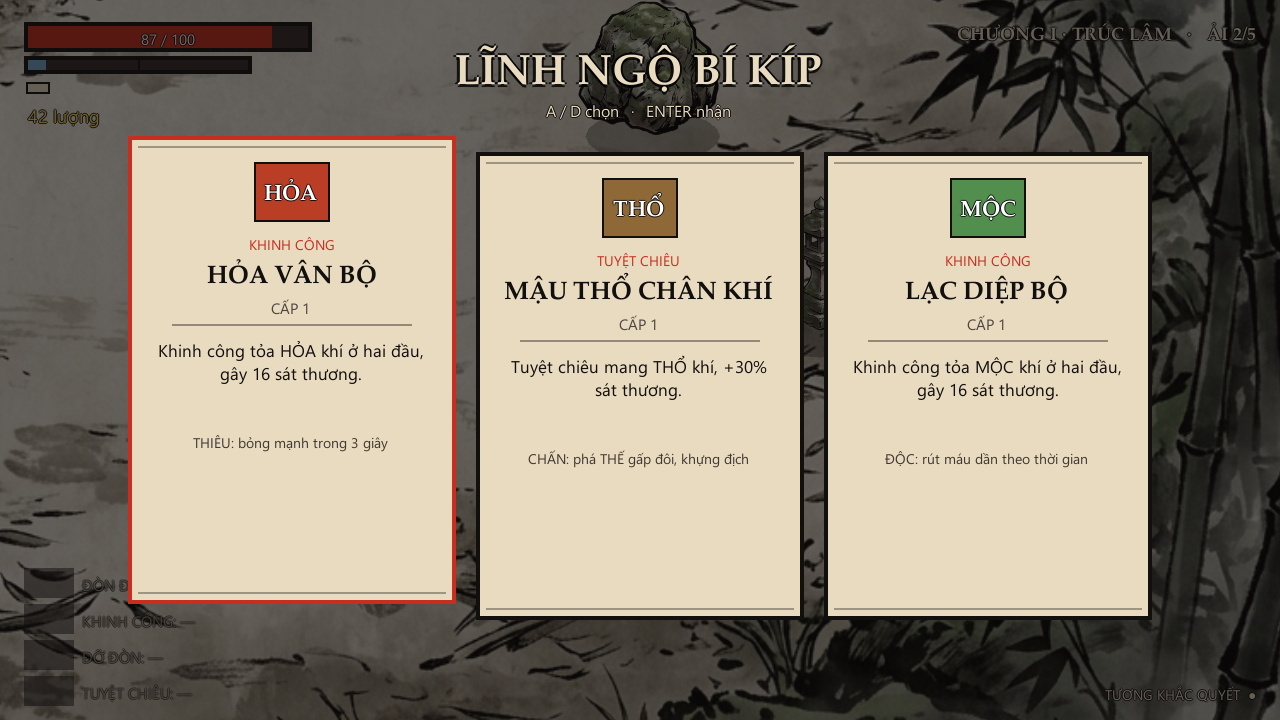 87 / 100
42 lượng
CHƯƠNG I · TRÚC LÂM · ẢI 2/5
LĨNH NGỘ BÍ KÍP
A / D chọn · ENTER nhận
HỎA
KHINH CÔNG
HỎA VÂN BỘ
CẤP 1
Khinh công tỏa HỎA khí ở hai đầu,
gây 16 sát thương.
THIÊU: bỏng mạnh trong 3 giây
THỔ
TUYỆT CHIÊU
MẬU THỔ CHÂN KHÍ
CẤP 1
Tuyệt chiêu mang THỔ khí, +30%
sát thương.
CHẤN: phá THẾ gấp đôi, khựng địch
MỘC
KHINH CÔNG
LẠC DIỆP BỘ
CẤP 1
Khinh công tỏa MỘC khí ở hai đầu,
gây 16 sát thương.
ĐỘC: rút máu dần theo thời gian
ĐÒN
KHINH CÔNG: —
ĐỠ ĐÒN: —
TUYỆT CHIÊU: —
TƯƠNG KHẮC QUYẾT